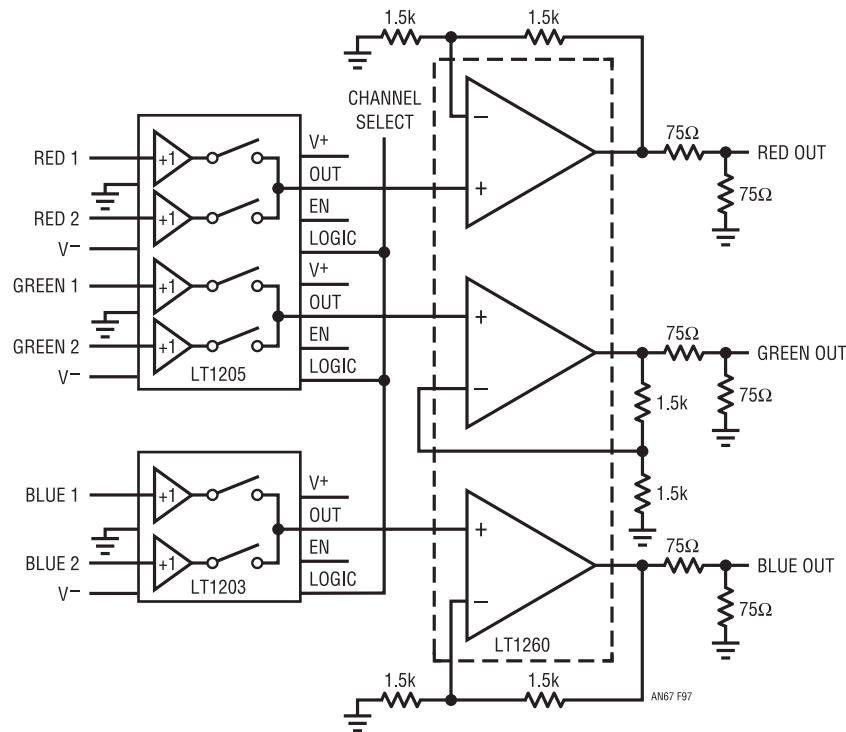 1.5k
1.5k
CHANNEL
SELECT
75Ω
RED OUT
75Ω
RED 1
+1
V+
OUT
RED 2
+1
EN
V–
LOGIC
GREEN 1
+1
V+
OUT
GREEN 2
+1
EN
V–
LT1205
LOGIC
–
+
+
–
75Ω
GREEN OUT
1.5k
75Ω
1.5k
BLUE 1
+1
V+
OUT
BLUE 2
+1
EN
V–
LT1203
LOGIC
+
–
LT1260
75Ω
BLUE OUT
75Ω
1.5k
1.5k
AN67 F97